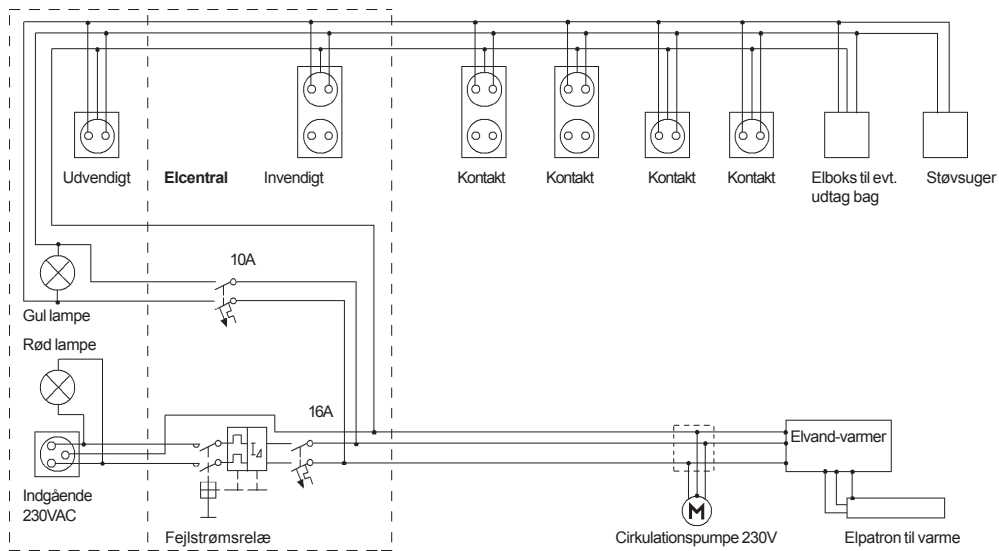 Udvendigt
Elcentral
Invendigt
Kontakt
Kontakt
Kontakt
Kontakt
Elboks til evt.
udtag bag
Støvsuger
10A
Gul lampe
Rød lampe
16A
I⊿
Elvand-varmer
M
Indgående
230VAC
Fejlstrømsrelæ
Cirkulationspumpe 230V
Elpatron til varme